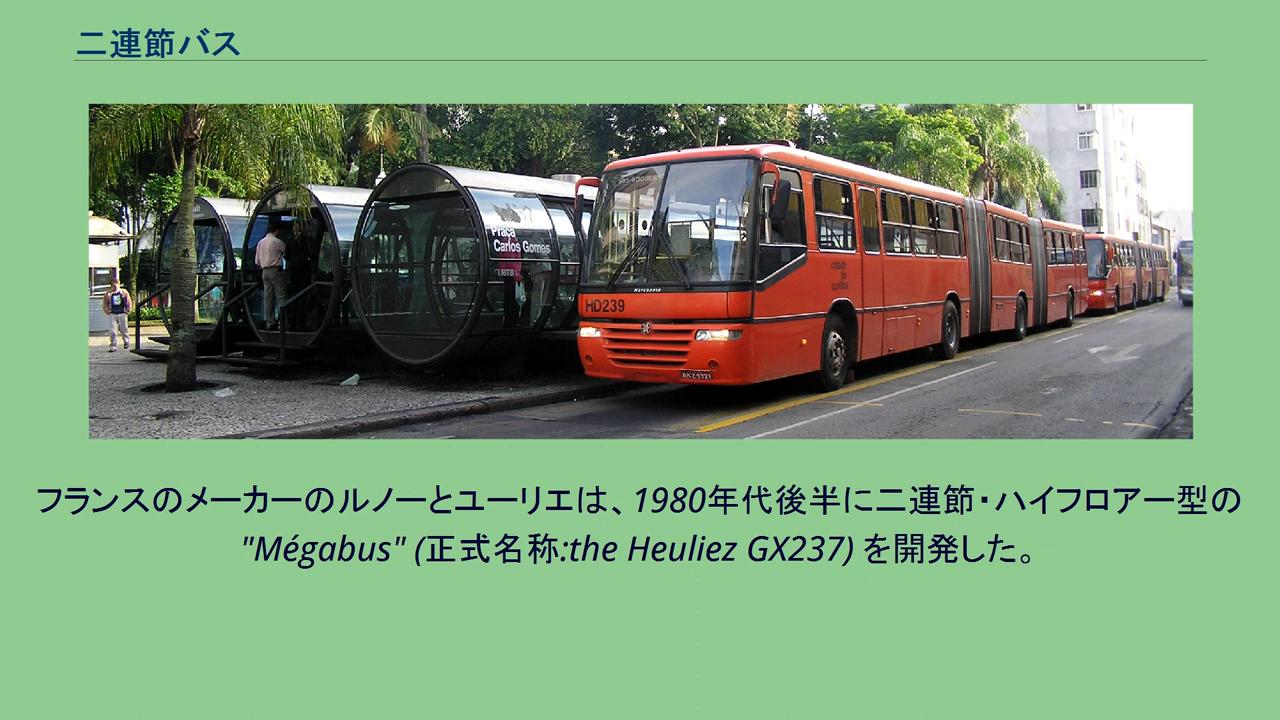 二連節バス
Praça
Carlos Gomes
HD239
cidade
de
curitiba
フランスのメーカーのルノーとユーリエは、1980年代後半に二連節・ハイフロアー型の
"Mégabus" (正式名称:the Heuliez GX237) を開発した。